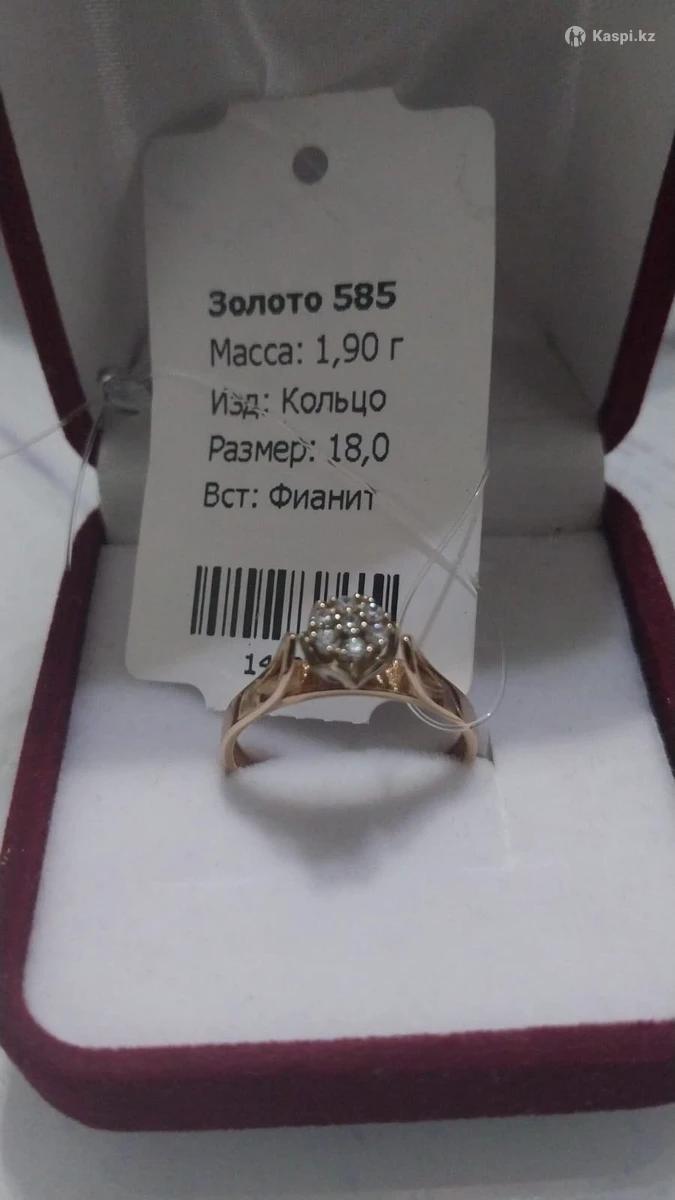 Kaspi.kz
Золото 585
Масса: 1,90 г
Изд: Кольцо
Размер: 18,0
Вст: Фианит